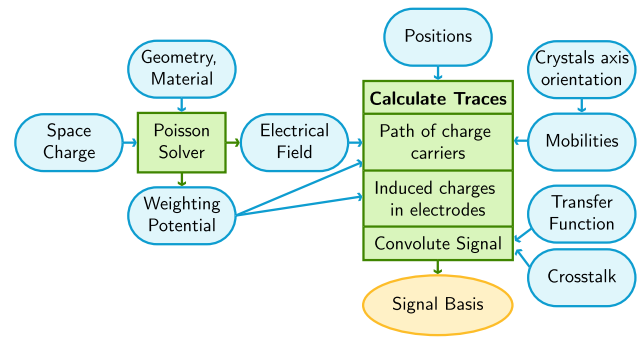 Positions
Geometry,
Material
Crystals axis
orientation
Calculate Traces
Space
Charge
Poisson
Solver
Electrical
Field
Path of charge
carriers
Mobilities
Weighting
Potential
Induced charges
in electrodes
Transfer
Function
Convolute Signal
Crosstalk
Signal Basis